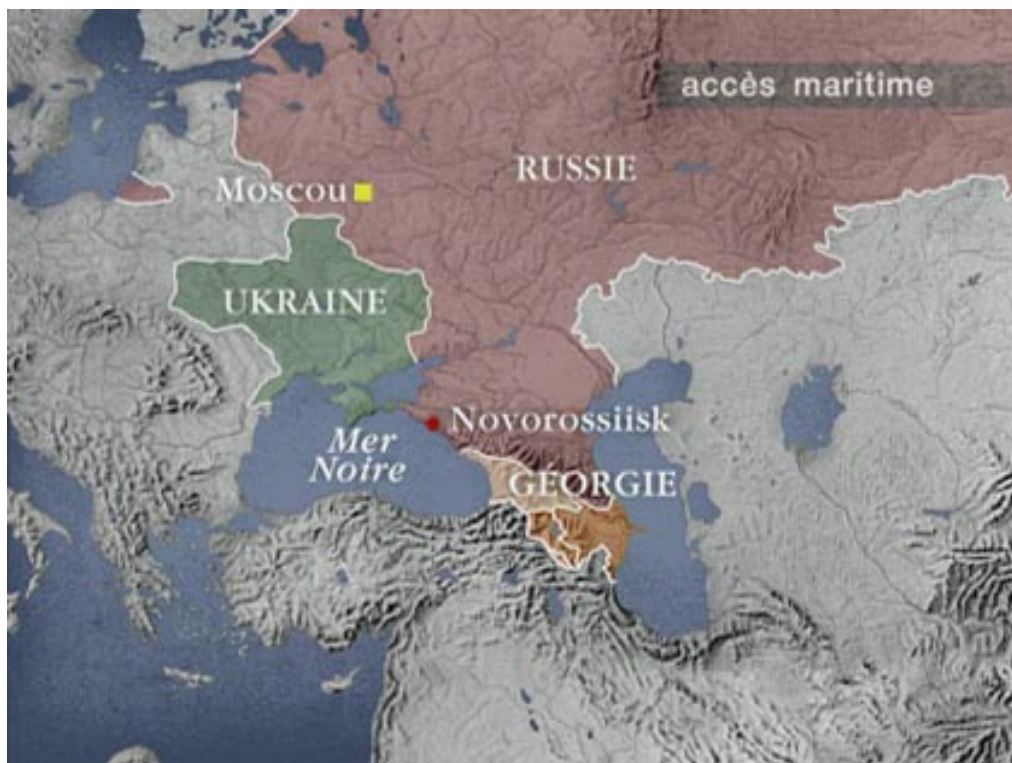 accès maritime
RUSSIE
Moscou
UKRAINE
Novorossiisk
Mer
Noire
GÉORGIE